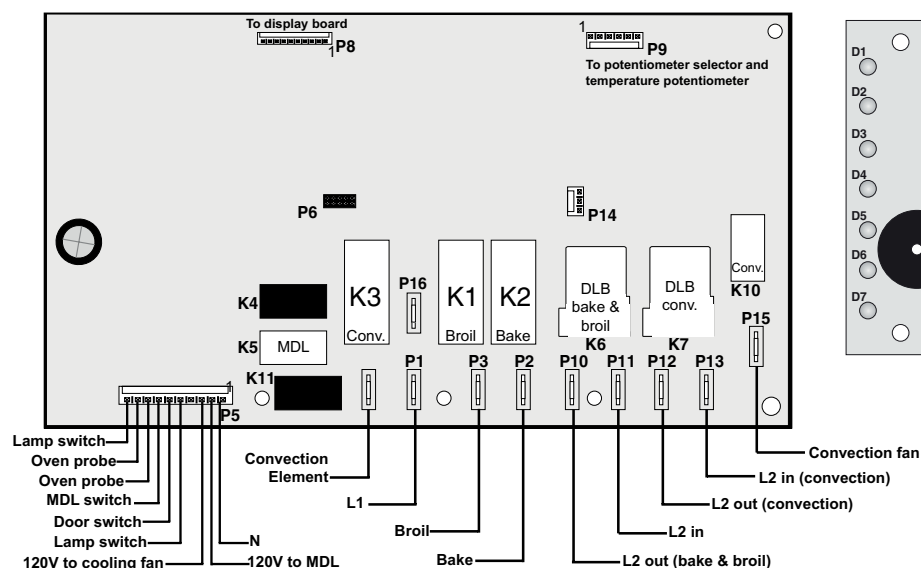 To display board
1
P8
1
P9
To potentiometer selector and
temperature potentiometer
P6
P14
K4
K5
MDL
K11
K3
Conv.
P16
K1
Broil
K2
Bake
DLB
bake &
broil
K6
DLB
conv.
K7
Conv.
K10
P15
1
P5
P1
P3
P2
P10
P11
P12
P13
Lamp switch
Oven probe
Oven probe
MDL switch
Door switch
Lamp switch
120V to cooling fan
N
120V to MDL
Convection
Element
L1
Broil
Bake
Convection fan
L2 in (convection)
L2 out (convection)
L2 in
L2 out (bake & broil)
D1
D2
D3
D4
D5
D6
D7